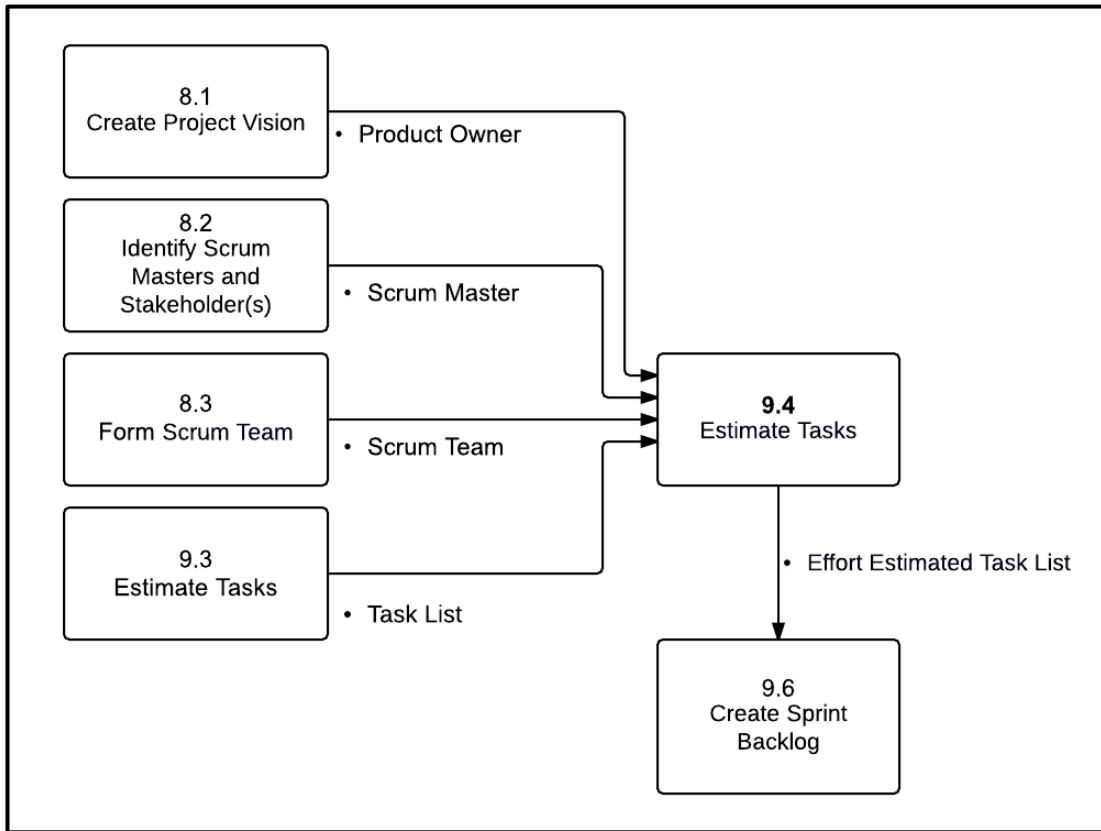 8.1
Create Project Vision
• Product Owner
8.2
Identify Scrum
Masters and
Stakeholder(s)
• Scrum Master
8.3
Form Scrum Team
• Scrum Team
9.3
Estimate Tasks
• Task List
9.4
Estimate Tasks
• Effort Estimated Task List
9.6
Create Sprint
Backlog